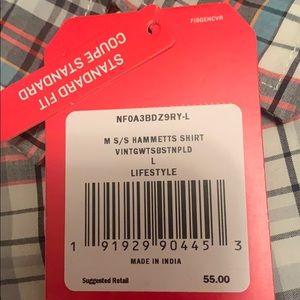 FIBGENCVR
STANDARD FIT
COUPE STANDARD
NF0A3BDZ9RY-L
M S/S HAMMETTS SHIRT
VINTGWTSBSTNPLD
L
LIFESTYLE
1 91929 90445 3
MADE IN INDIA
Suggested Retail 55.00